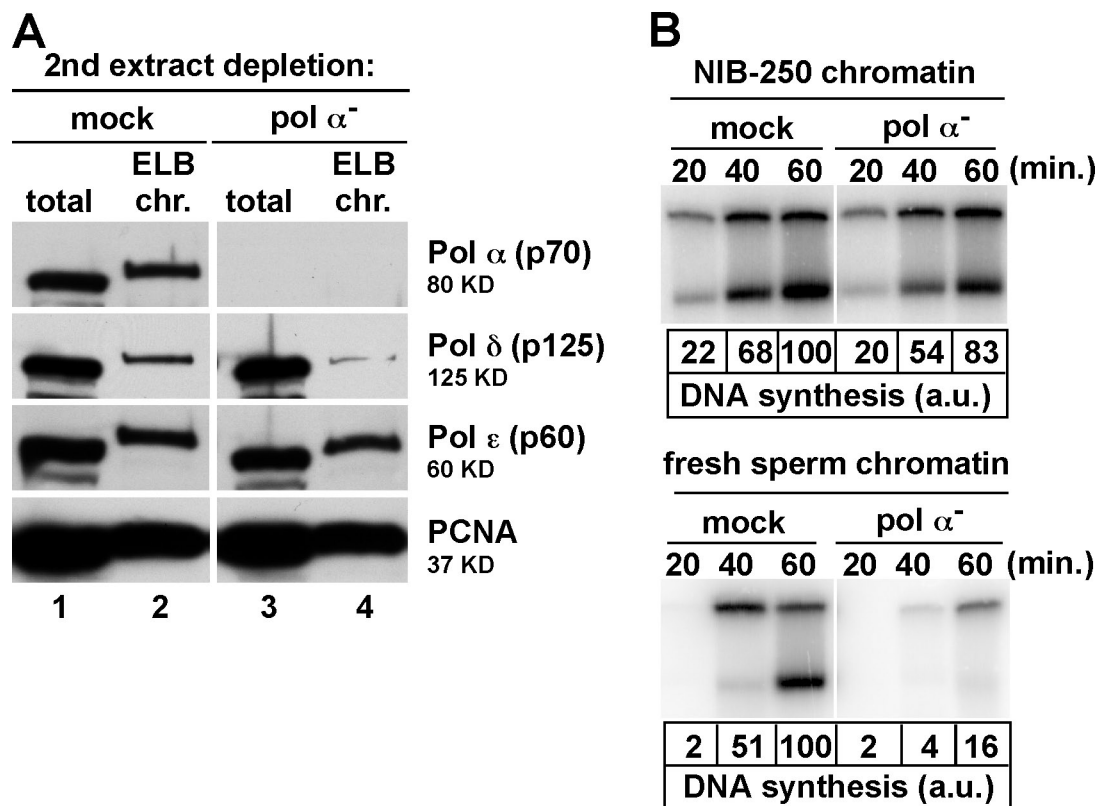 A
2nd extract depletion:
mock pol α-
ELB ELB
total chr. total chr.
Pol α (p70)
80 KD
Pol δ (p125)
125 KD
Pol ε (p60)
60 KD
PCNA
37 KD
1 2 3 4
B
NIB-250 chromatin
mock pol α-
20 40 60 20 40 60 (min.)
22 68 100 20 54 83
DNA synthesis (a.u.)
fresh sperm chromatin
mock pol α-
20 40 60 20 40 60 (min.)
2 51 100 2 4 16
DNA synthesis (a.u.)